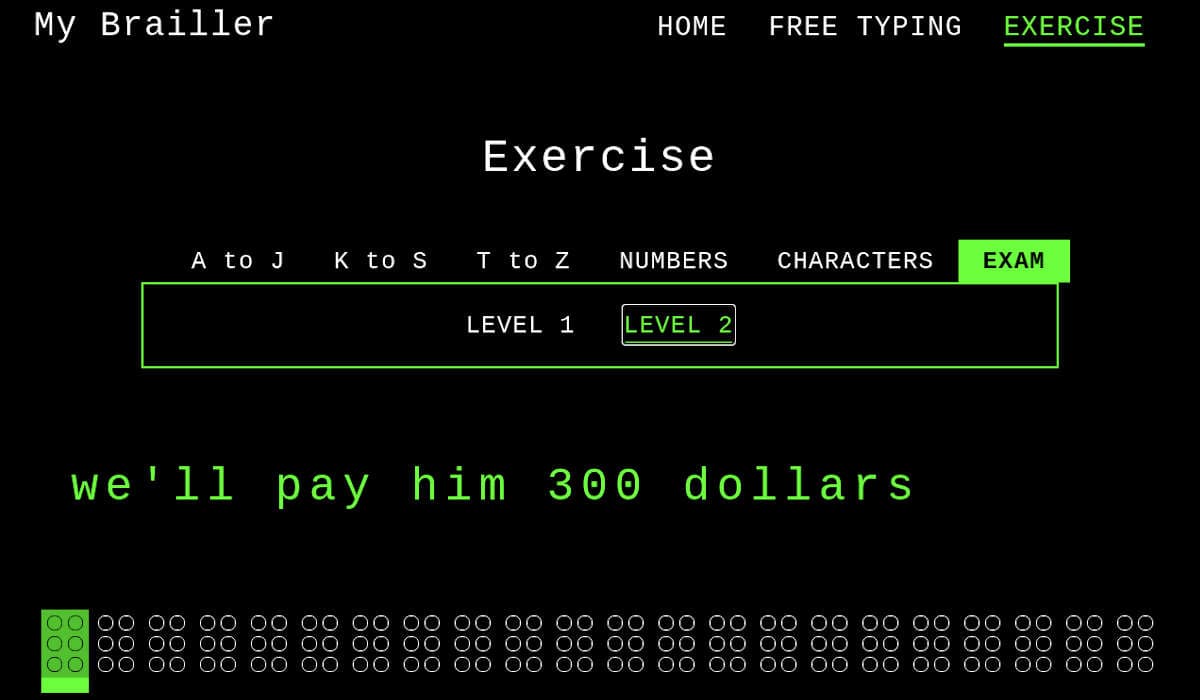 My Brailler HOME FREE TYPING EXERCISE
Exercise
A to J K to S T to Z NUMBERS CHARACTERS EXAM
LEVEL 1 LEVEL 2
we'll pay him 300 dollars